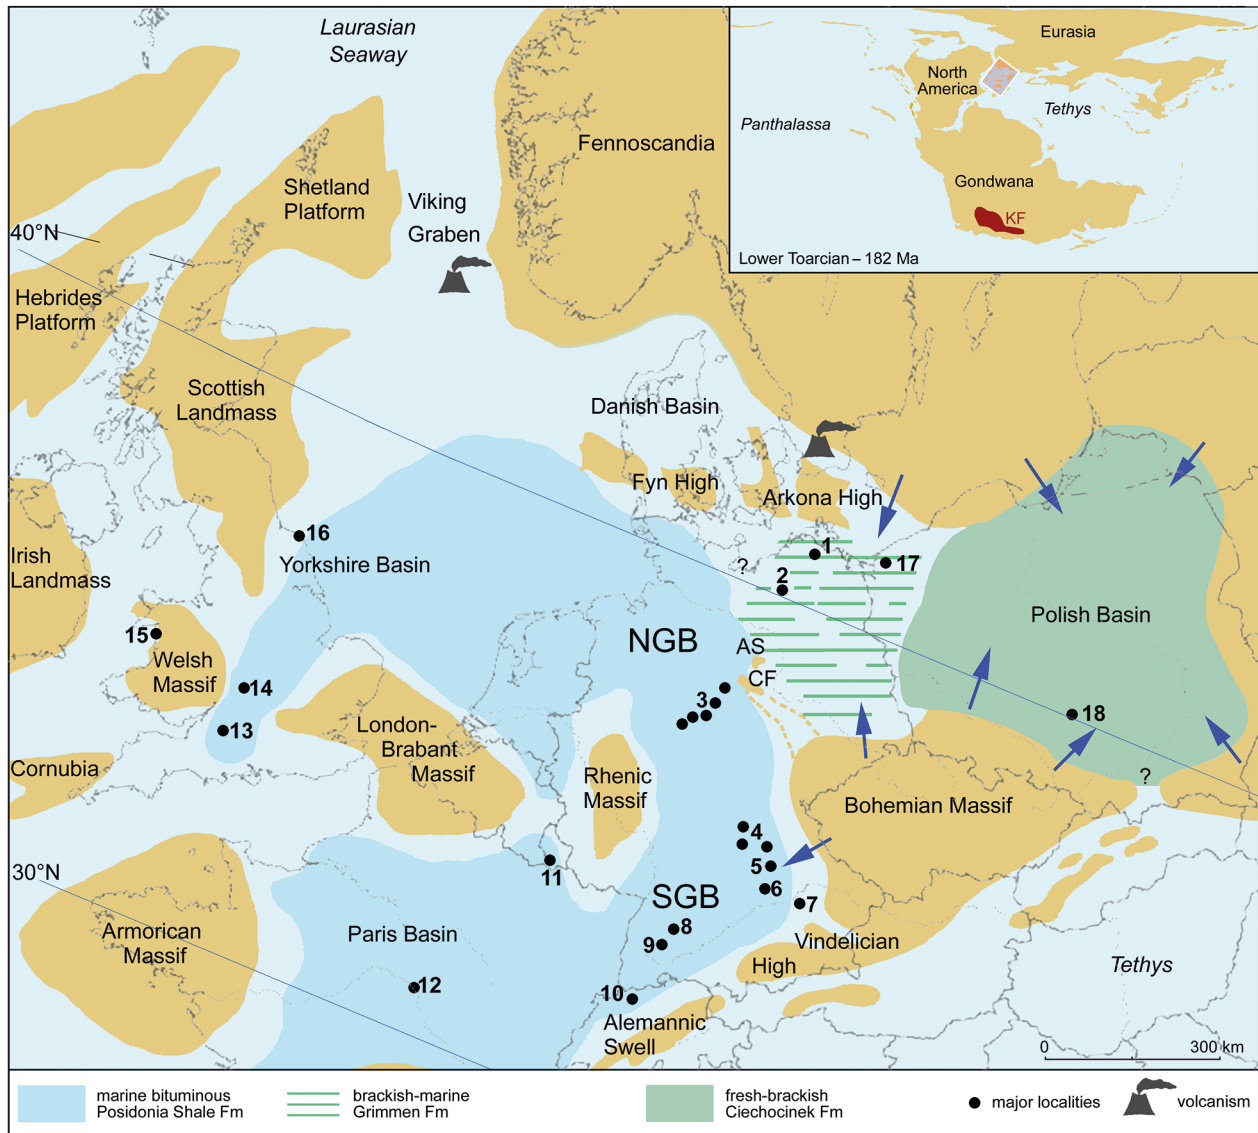 Laurasian
Seaway
Eurasia
North
America
Tethys
Panthalassa
Gondwana
KF
Lower Toarcian – 182 Ma
Fennoscandia
Shetland
Platform
Viking
Graben
40°N
Hebrides
Platform
Scottish
Landmass
Danish Basin
Fyn High
Arkona High
16
Yorkshire Basin
1
17
?
2
Irish
Landmass
Polish Basin
15
NGB
AS
Welsh
Massif
CF
14
3
18
13
London-
Brabant
Massif
Cornubia
Rhenic
Massif
?
Bohemian Massif
4
30°N
11
5
6
SGB
7
Armorican
Massif
Paris Basin
8
9
Vindelician
High
Tethys
12
10
Alemannic
Swell
0
300 km
marine bituminous
Posidonia Shale Fm
brackish-marine
Grimmen Fm
fresh-brackish
Ciechocinek Fm
major localities
volcanism